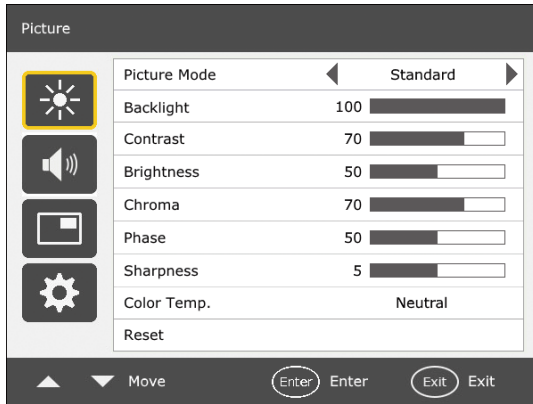 Picture
Picture Mode Standard
Backlight 100
Contrast 70
Brightness 50
Chroma 70
Phase 50
Sharpness 5
Color Temp. Neutral
Reset
Move Enter Enter Exit Exit